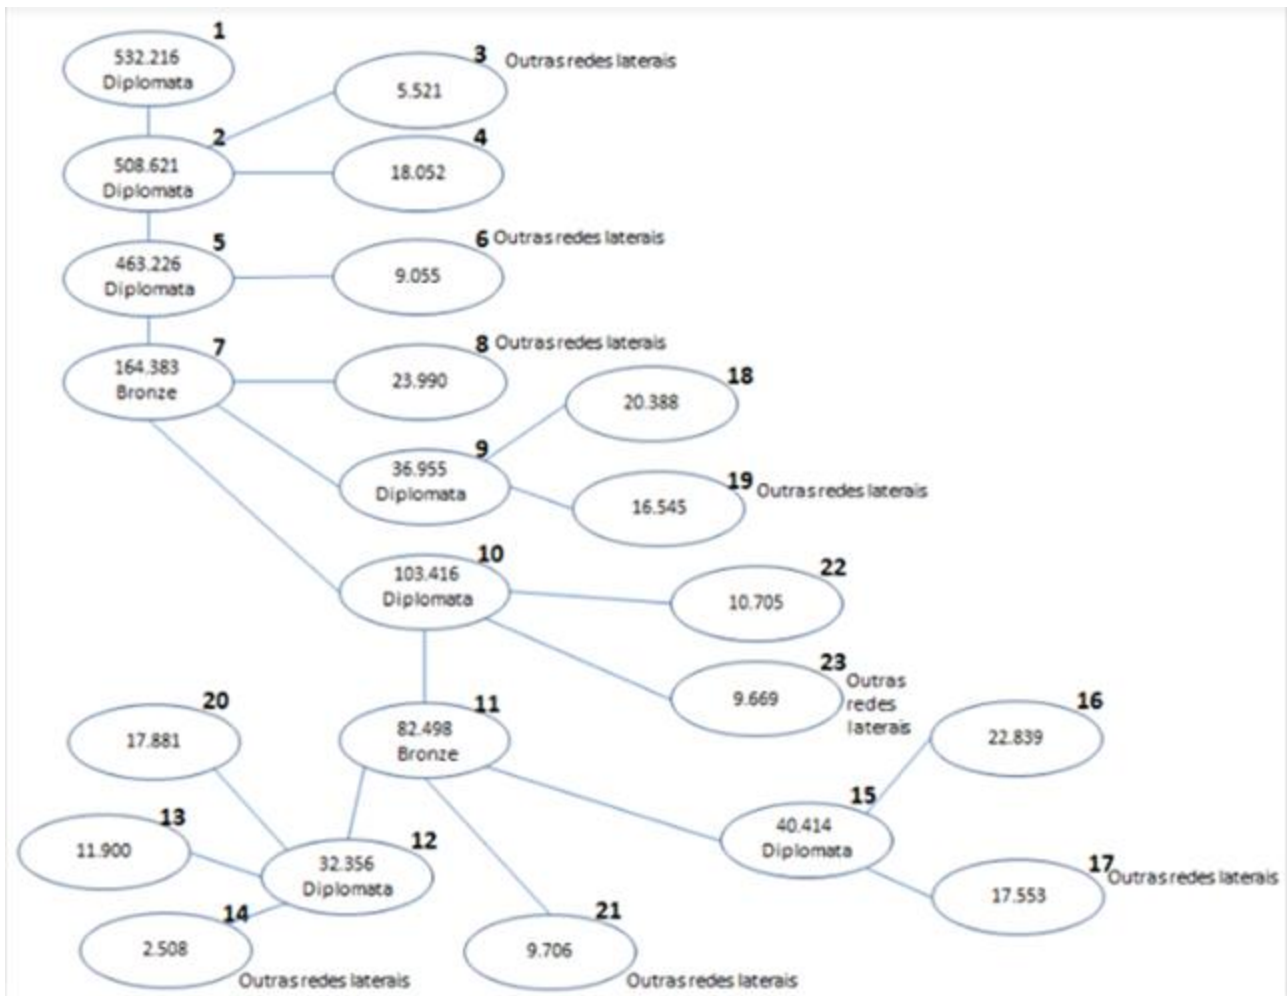 1
532.216
Diplomata
3
Outras redes laterais
5.521
2
508.621
Diplomata
4
18.052
5
463.226
Diplomata
6
Outras redes laterais
9.055
7
164.383
Bronze
8
Outras redes laterais
23.990
18
20.388
9
36.955
Diplomata
19
Outras redes laterais
16.545
10
103.416
Diplomata
22
10.705
23
Outras
redes
laterais
9.669
20
17.881
11
82.498
Bronze
16
22.839
15
40.414
Diplomata
13
11.900
12
32.356
Diplomata
17
Outras redes laterais
17.553
14
2.508
Outras redes laterais
21
9.706
Outras redes laterais